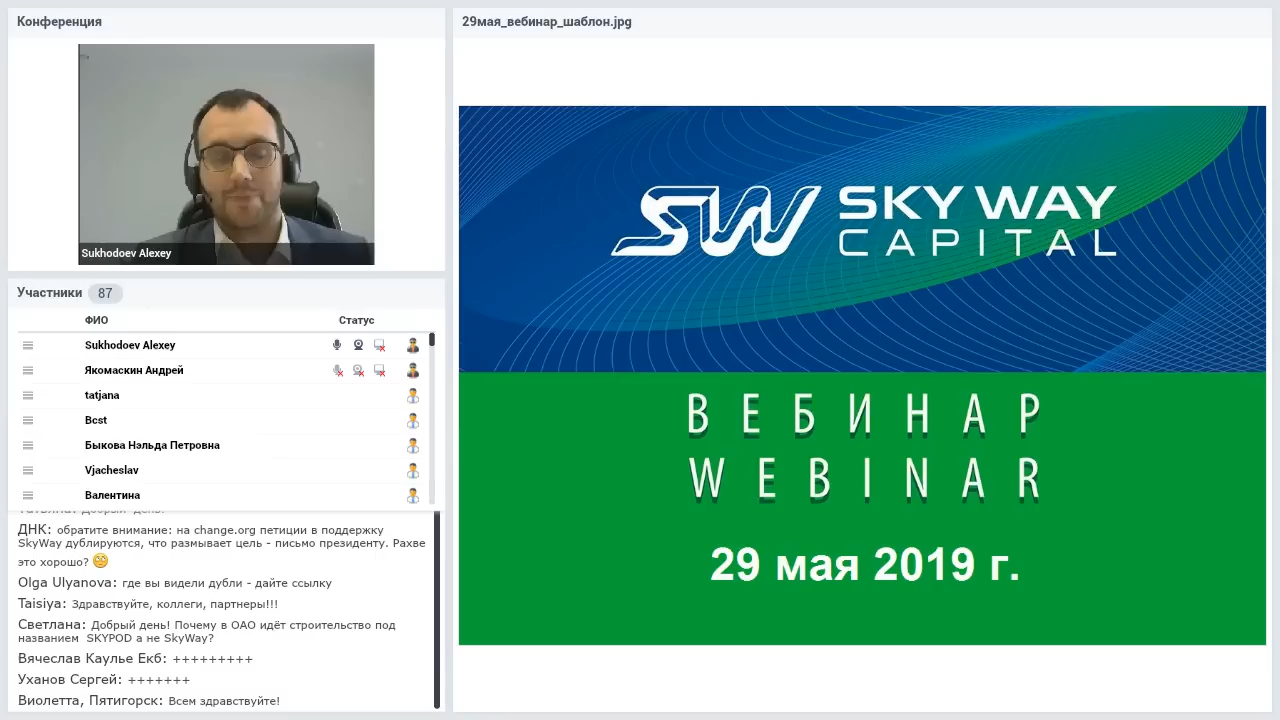 Конференция
Sukhodoev Alexey
Участники 87
ФИО Статус
Sukhodoev Alexey
Якомаскин Андрей
tatjana
Bcst
Быкова Нэльда Петровна
Vjacheslav
Валентина
ДНК: обратите внимание: на change.org петиции в поддержку
SkyWay дублируются, что размывает цель - письмо президенту. Рахве
это хорошо?
Olga Ulyanova: где вы видели дубли - дайте ссылку
Taisiya: Здравствуйте, коллеги, партнеры!!!
Светлана: Добрый день! Почему в ОАО идёт строительство под
названием SKYPOD а не SkyWay?
Вячеслав Каулье Екб: +++++++++
Уханов Сергей: +++++++
Виолетта, Пятигорск: Всем здравствуйте!
29мая_вебинар_шаблон.jpg
SW SKY WAY
CAPITAL
ВЕБИНАР
WEBINAR
29 мая 2019 г.